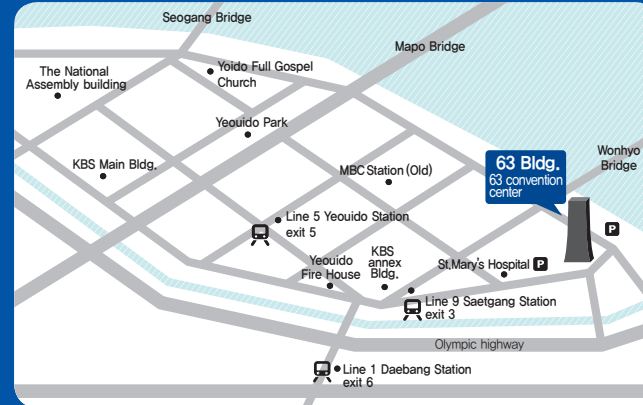 Seogang Bridge
Mapo Bridge
The National
Assembly building
Yoido Full Gospel
Church
Yeouido Park
Wonhyo
Bridge
KBS Main Bldg.
MBC Station (Old)
63 Bldg.
63 convention
center
P
Line 5 Yeouido Station
exit 5
Yeouido
Fire House
KBS
annex
Bldg.
St.Mary's Hospital P
Line 9 Saetgang Station
exit 3
Olympic highway
Line 1 Daebang Station
exit 6